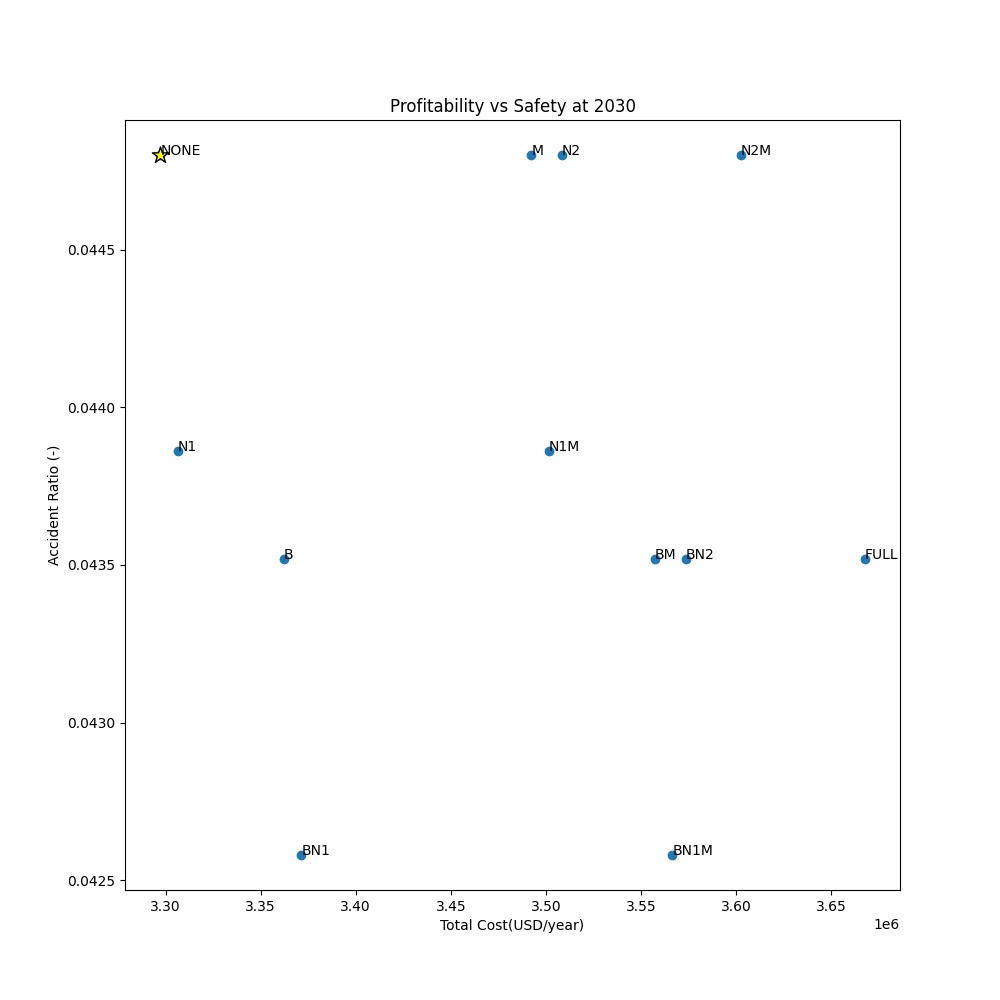 Profitability vs Safety at 2030
NONE
M
N2
N2M
0.0445
0.0440
N1
N1M
Accident Ratio (-)
B
BM
BN2
FULL
0.0435
0.0430
BN1
BN1M
0.0425
3.30 3.35 3.40 3.45 3.50 3.55 3.60 3.65
Total Cost(USD/year)
1e6